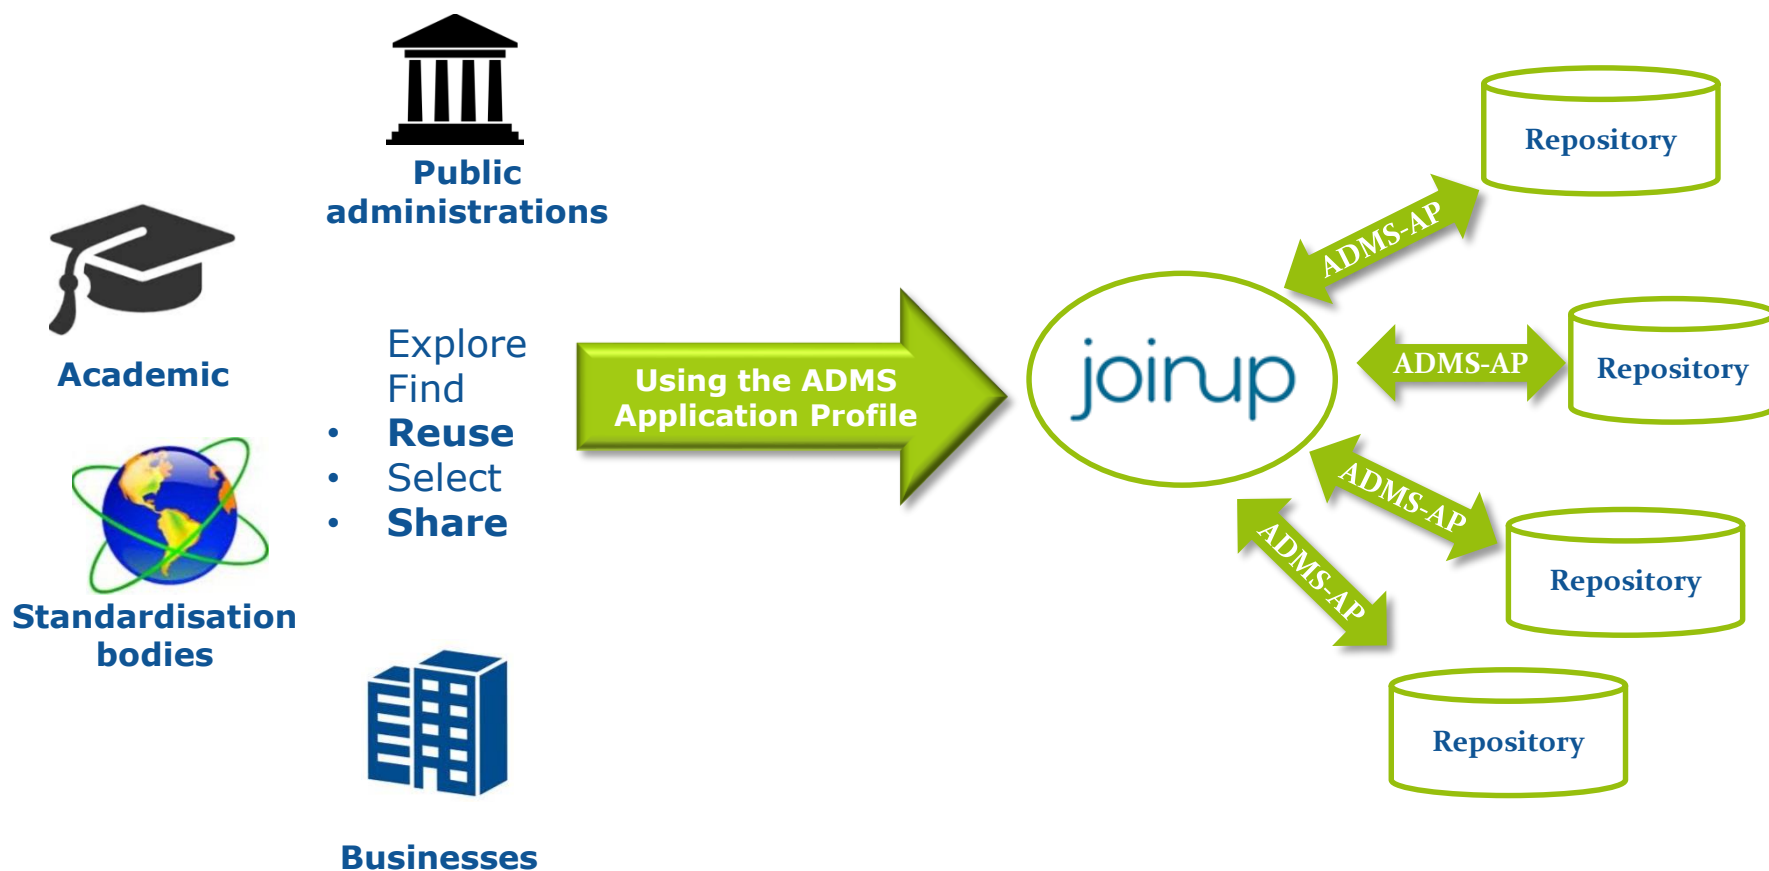 Public
administrations
Academic
Standardisation
bodies
Businesses
Explore
Find
• Reuse
• Select
• Share
Using the ADMS
Application Profile
joinup
ADMS-AP
Repository
ADMS-AP
Repository
ADMS-AP
Repository
ADMS-AP
Repository